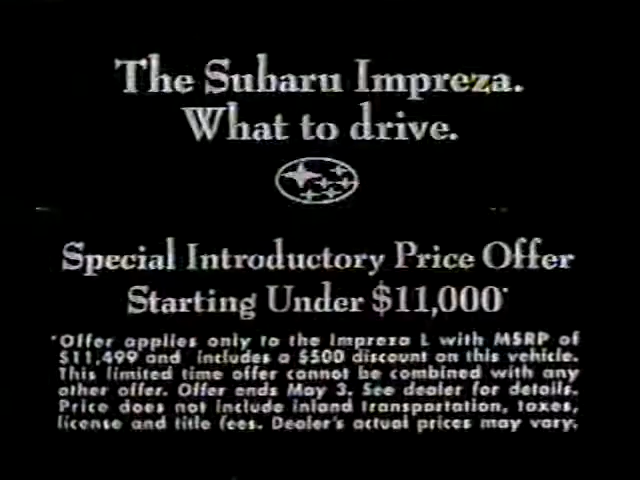 The Subaru Impreza.
What to drive.
Special Introductory Price Offer
Starting Under $11,000*
*Offer applies only to the Impreza L with MSRP of
$11,499 and includes a $500 discount on this vehicle.
This limited time offer cannot be combined with any
other offer. Offer ends May 3. See dealer for details.
Price does not include inland transportation, taxes,
license and title fees. Dealer's actual prices may vary.